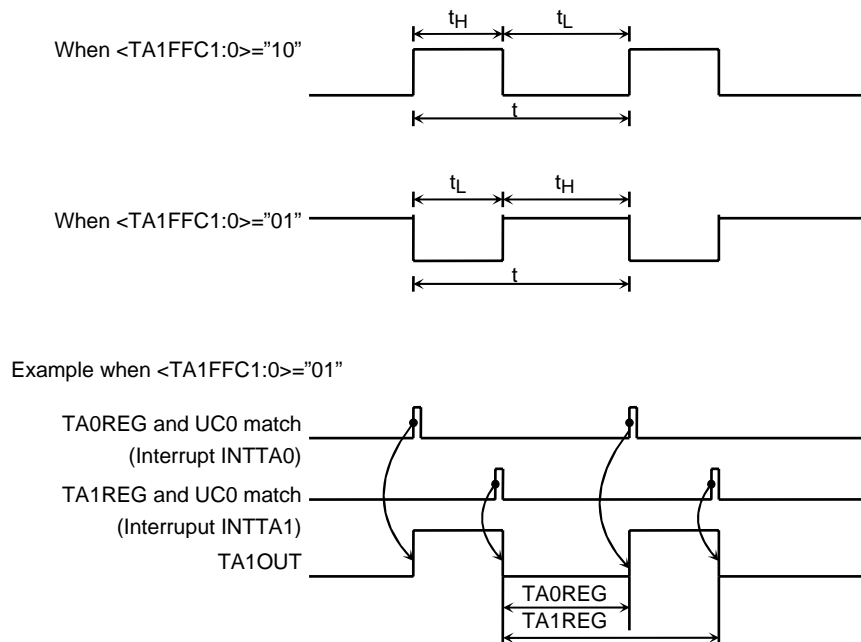 tH tL
When <TA1FFC1:0>=”10”
t
tL tH
When <TA1FFC1:0>=”01”
t
Example when <TA1FFC1:0>=”01”
TA0REG and UC0 match
(Interrupt INTTA0)
TA1REG and UC0 match
(Interruput INTTA1)
TA1OUT
TA0REG
TA1REG